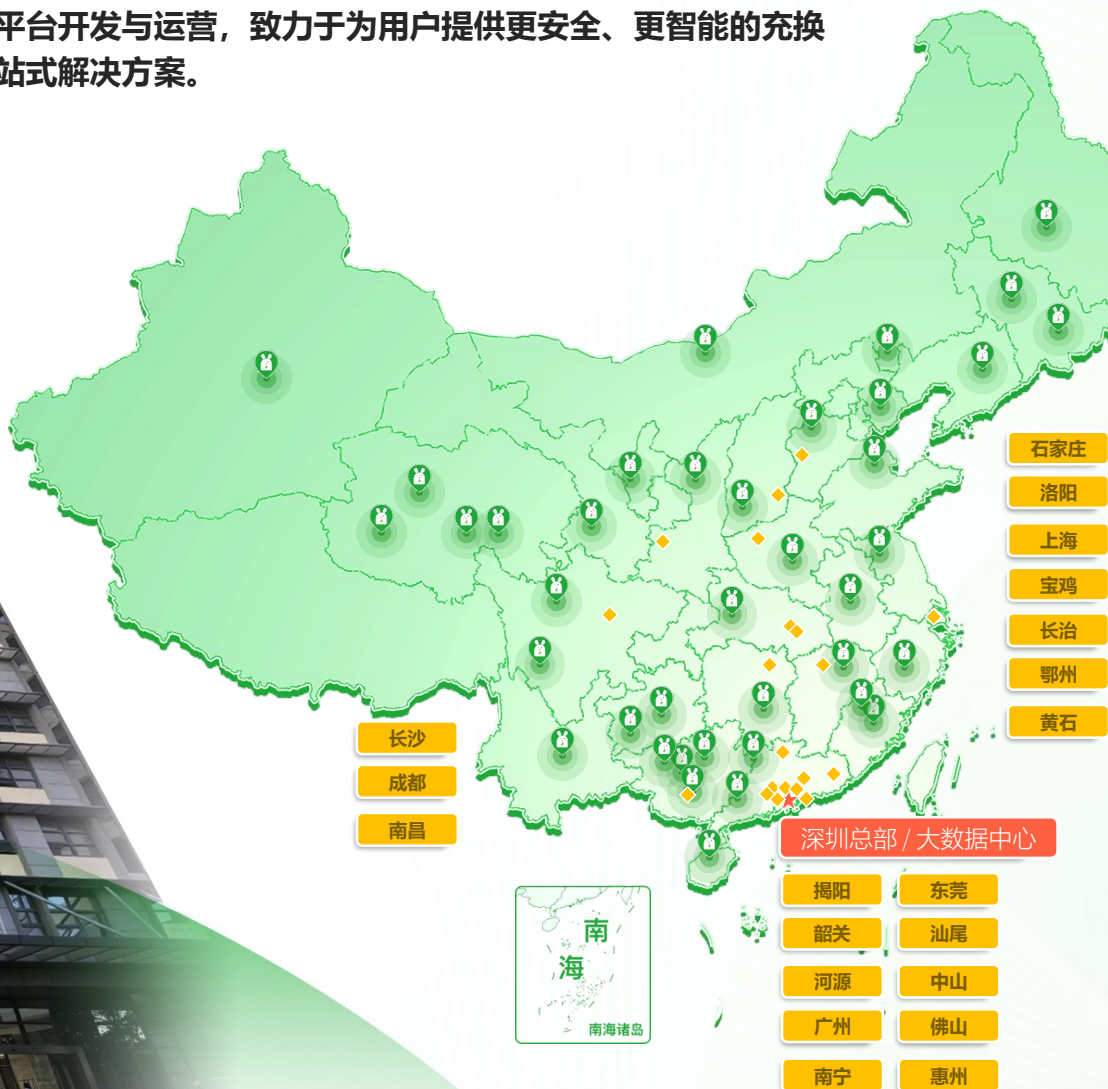 平台开发与运营，致力于为用户提供更安全、更智能的充换
站式解决方案。
石家庄
洛阳
上海
宝鸡
长治
鄂州
黄石
长沙
成都
南昌
深圳总部 / 大数据中心
揭阳 东莞
韶关 汕尾
河源 中山
广州 佛山
南宁 惠州
南
海
南海诸岛